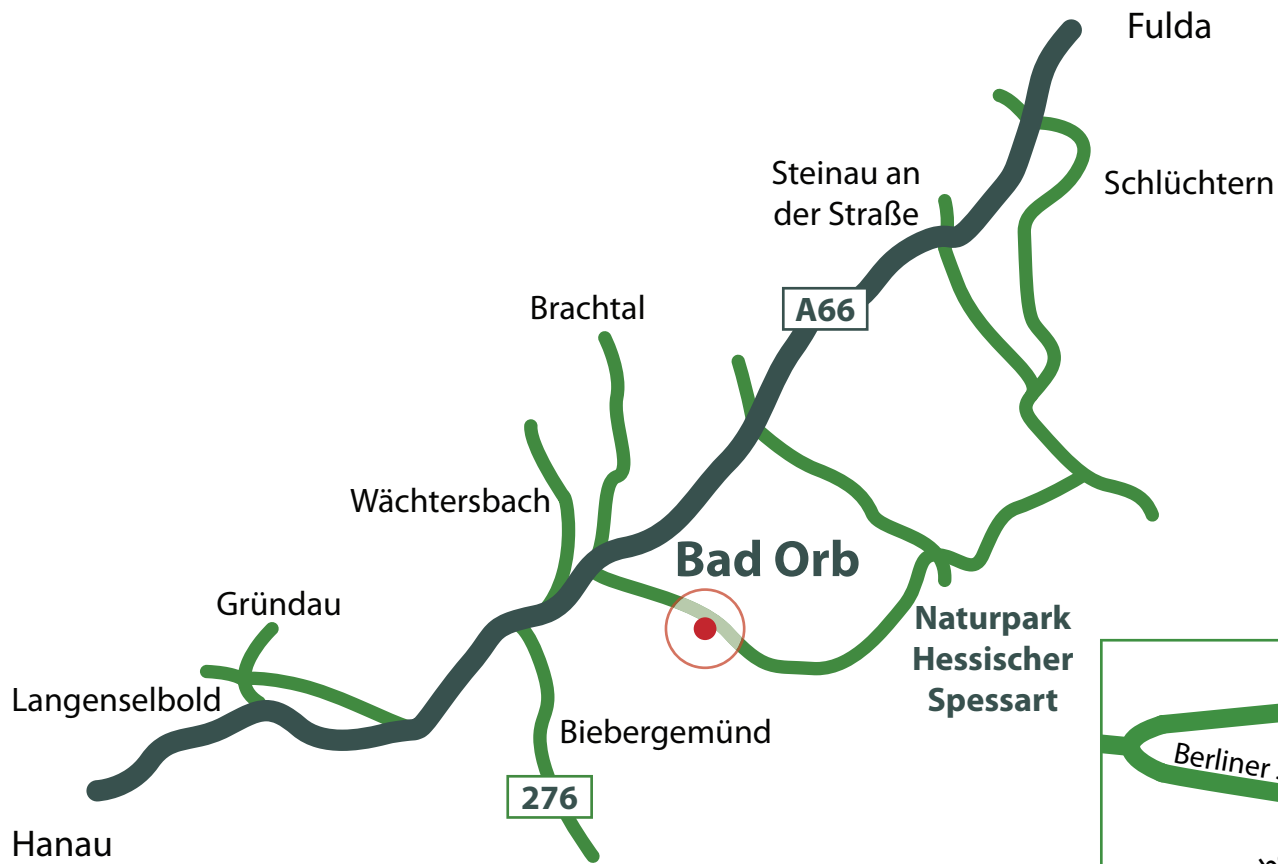 Fulda
Steinau an
der Straße
Schlüchtern
Brachtal
A66
Wächtersbach
Bad Orb
Gründau
Naturpark
Hessischer
Spessart
Langenselbold
Biebergemünd
Berliner
276
Hanau